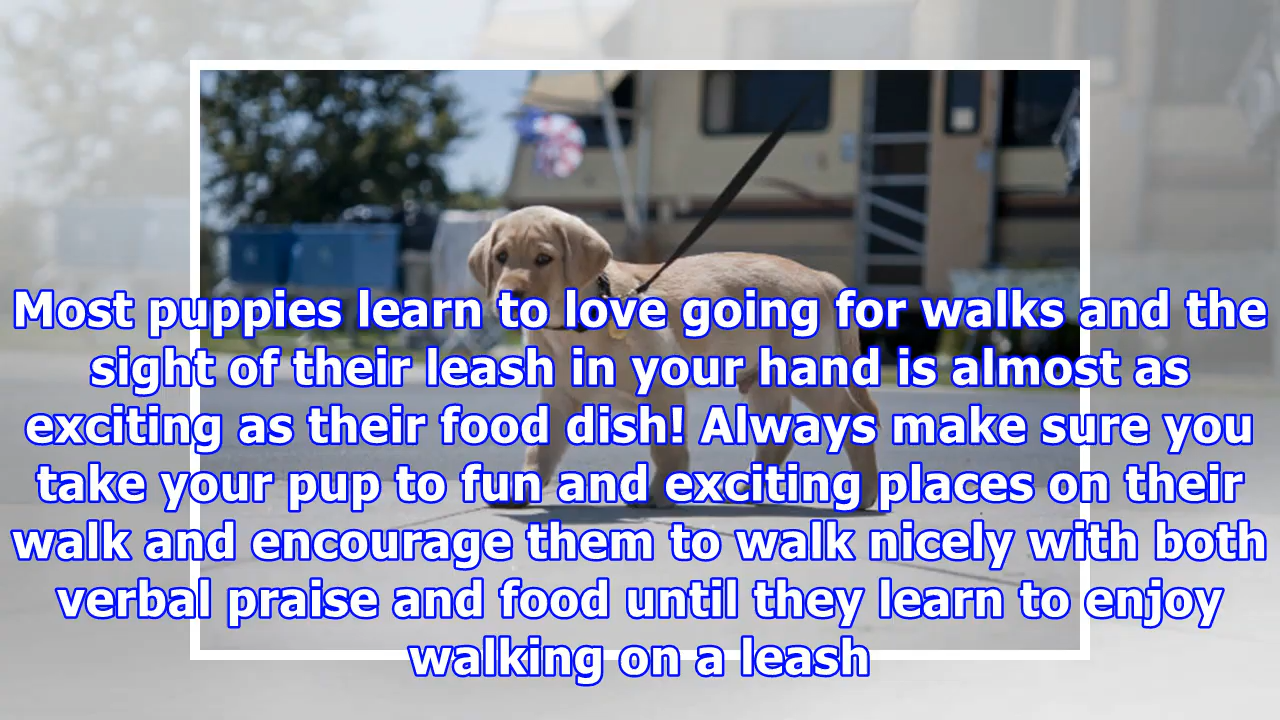 Most puppies learn to love going for walks and the
sight of their leash in your hand is almost as
exciting as their food dish! Always make sure you
take your pup to fun and exciting places on their
walk and encourage them to walk nicely with both
verbal praise and food until they learn to enjoy
walking on a leash